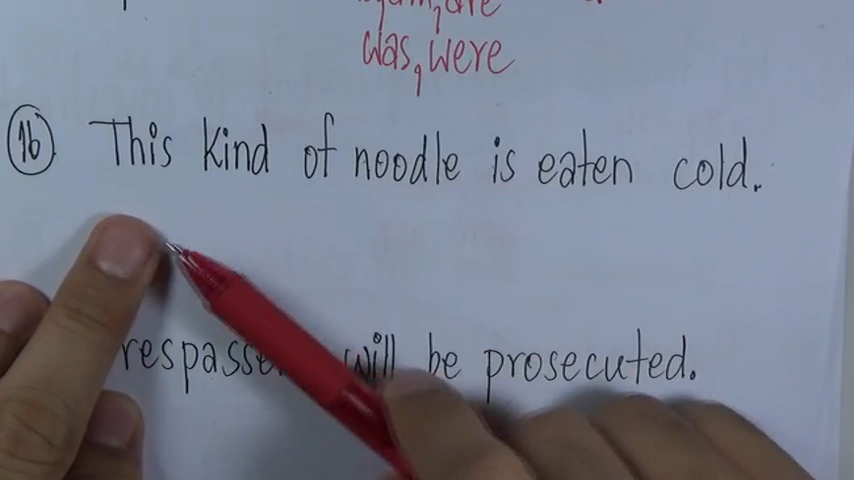 was, were
16 This kind of noodle is eaten cold.
will be prosecuted.